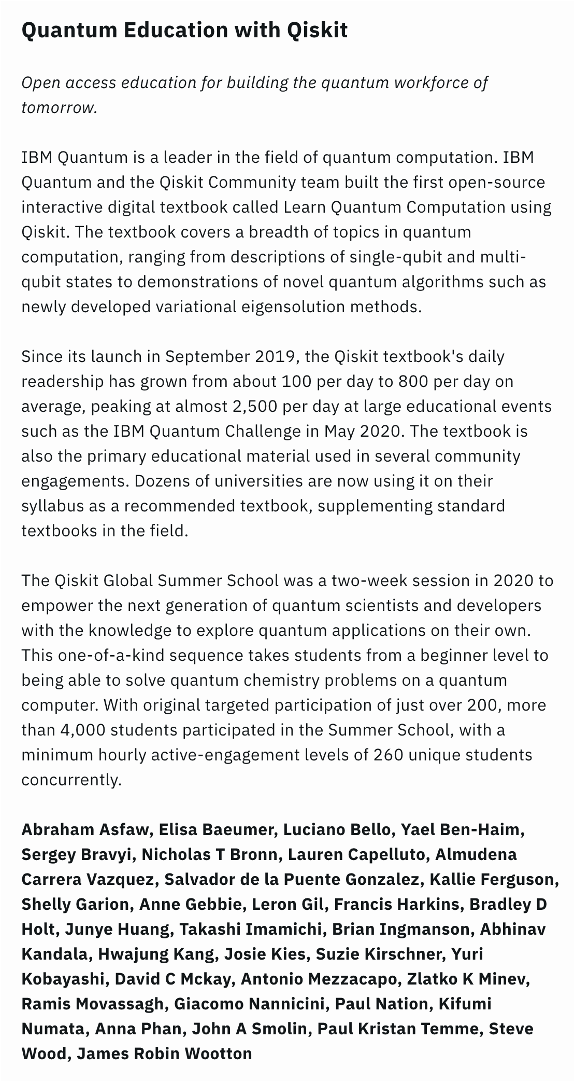 Quantum Education with Qiskit
Open access education for building the quantum workforce of
tomorrow.
IBM Quantum is a leader in the field of quantum computation. IBM
Quantum and the Qiskit Community team built the first open-source
interactive digital textbook called Learn Quantum Computation using
Qiskit. The textbook covers a breadth of topics in quantum
computation, ranging from descriptions of single-qubit and multi-
qubit states to demonstrations of novel quantum algorithms such as
newly developed variational eigensolution methods.
Since its launch in September 2019, the Qiskit textbook's daily
readership has grown from about 100 per day to 800 per day on
average, peaking at almost 2,500 per day at large educational events
such as the IBM Quantum Challenge in May 2020. The textbook is
also the primary educational material used in several community
engagements. Dozens of universities are now using it on their
syllabus as a recommended textbook, supplementing standard
textbooks in the field.
The Qiskit Global Summer School was a two-week session in 2020 to
empower the next generation of quantum scientists and developers
with the knowledge to explore quantum applications on their own.
This one-of-a-kind sequence takes students from a beginner level to
being able to solve quantum chemistry problems on a quantum
computer. With original targeted participation of just over 200, more
than 4,000 students participated in the Summer School, with a
minimum hourly active-engagement levels of 260 unique students
concurrently.
Abraham Asfaw, Elisa Baeumer, Luciano Bello, Yael Ben-Haim,
Sergey Bravyi, Nicholas T Bronn, Lauren Capelluto, Almudena
Carrera Vazquez, Salvador de la Puente Gonzalez, Kallie Ferguson,
Shelly Garion, Anne Gebbie, Leron Gil, Francis Harkins, Bradley D
Holt, Junye Huang, Takashi Imamichi, Brian Ingmanson, Abhinav
Kandala, Hwajung Kang, Josie Kies, Suzie Kirschner, Yuri
Kobayashi, David C Mckay, Antonio Mezzacapo, Zlatko K Minev,
Ramis Movassagh, Giacomo Nannicini, Paul Nation, Kifumi
Numata, Anna Phan, John A Smolin, Paul Kristan Temme, Steve
Wood, James Robin Wootton